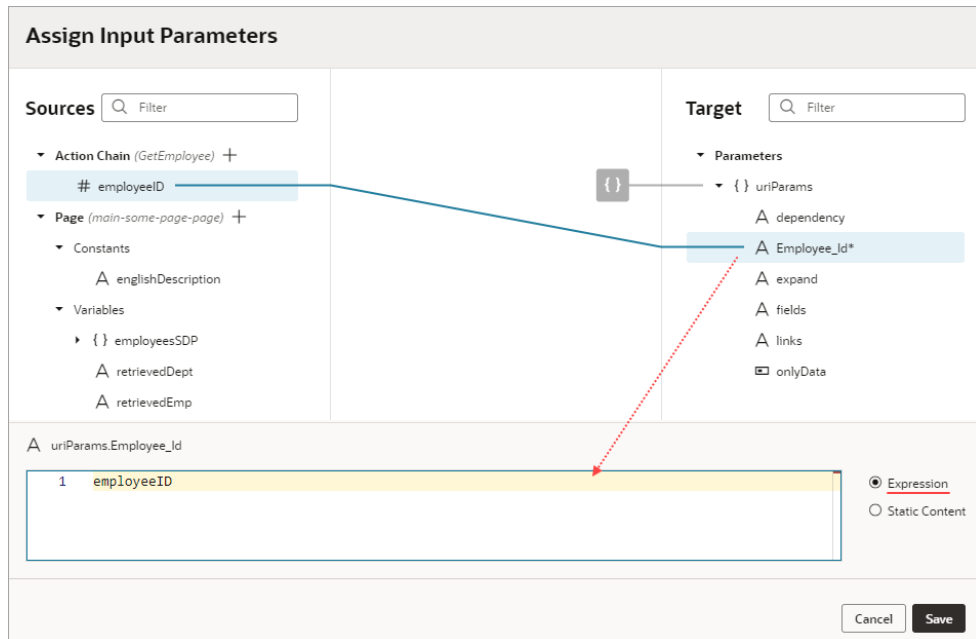 Assign Input Parameters
Sources
Filter
Action Chain (GetEmployee) +
# employeeID
Page (main-some-page-page) +
Constants
A englishDescription
Variables
{ } employeesSDP
A retrievedDept
A retrievedEmp
{ }
Target
Filter
Parameters
{ } uriParams
A dependency
A Employee_Id*
A expand
A fields
A links
onlyData
A uriParams.Employee_Id
1 employeeID
Expression
Static Content
Cancel Save